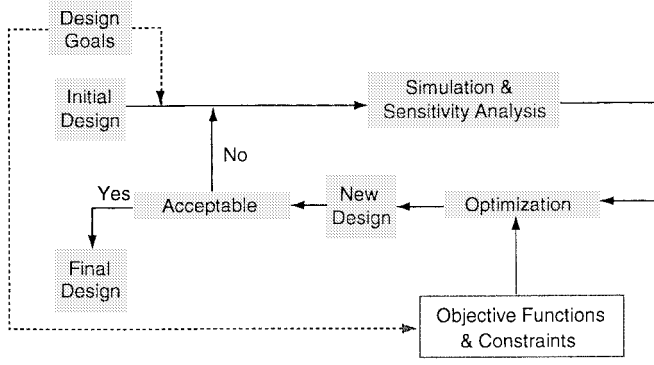 Design
Goals
Initial
Design
Simulation &
Sensitivity Analysis
No
Yes
Acceptable
New
Design
Optimization
Final
Design
Objective Functions
& Constraints